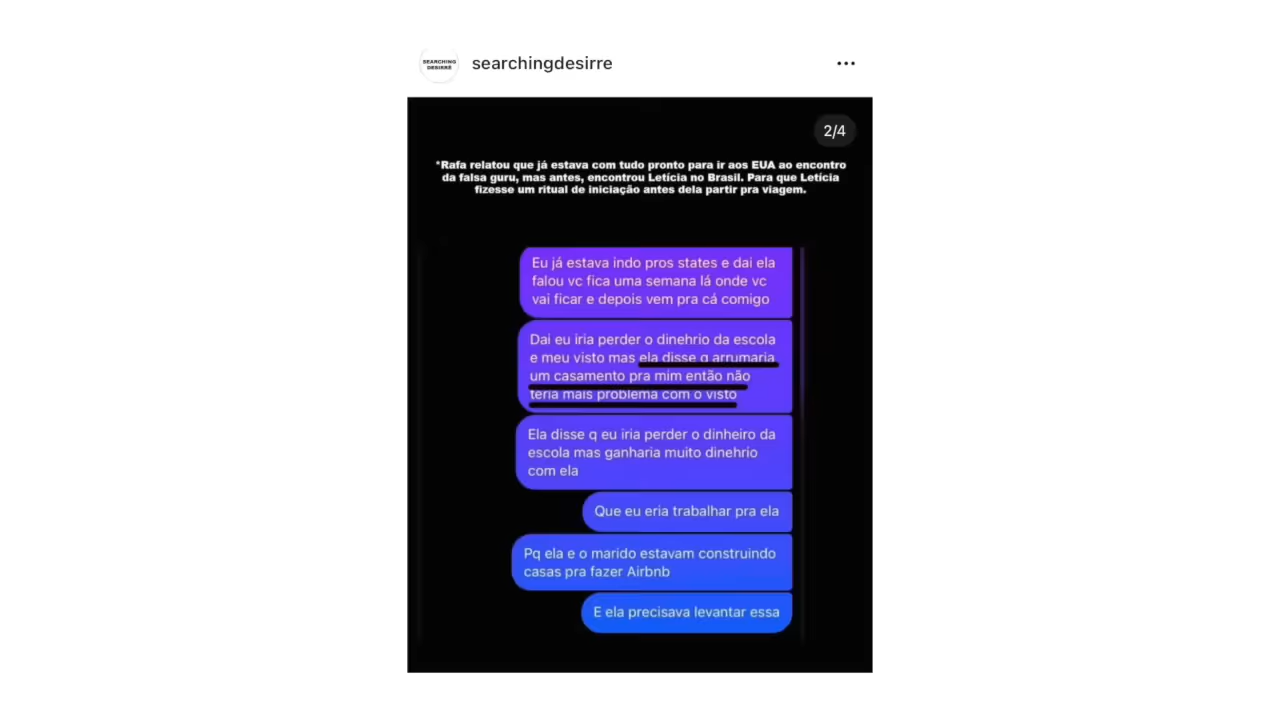 SEARCHING
DESIRRÊ
searchingdesirre
2/4
*Rafa relatou que já estava com tudo pronto para ir aos EUA ao encontro
da falsa guru, mas antes, encontrou Letícia no Brasil. Para que Letícia
fizesse um ritual de iniciação antes dela partir pra viagem.
Eu já estava indo pros states e dai ela
falou vc fica uma semana lá onde vc
vai ficar e depois vem pra cá comigo
Dai eu iria perder o dinehrio da escola
e meu visto mas ela disse q arrumaria
um casamento pra mim então não
teria mais problema com o visto
Ela disse q eu iria perder o dinheiro da
escola mas ganharia muito dinehrio
com ela
Que eu eria trabalhar pra ela
Pq ela e o marido estavam construindo
casas pra fazer Airbnb
E ela precisava levantar essa